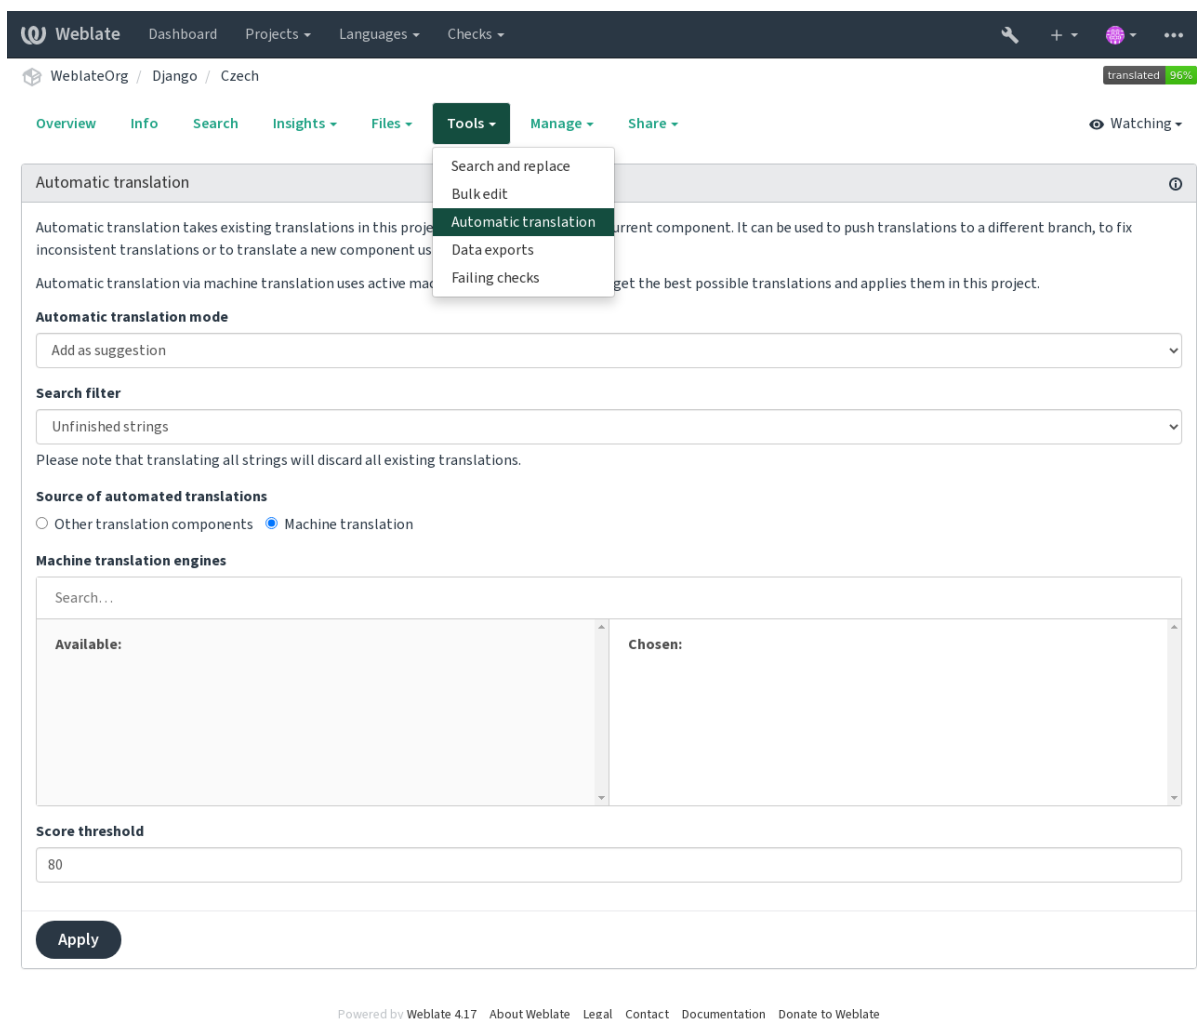 Weblate Dashboard Projects Languages Checks
WeblateOrg / Django / Czech translated 96%
Overview Info Search Insights Files Tools Manage Share Watching
Search and replace
Bulk edit
Automatic translation
Data exports
Failing checks
Automatic translation
Automatic translation takes existing translations in this proje urrent component. It can be used to push translations to a different branch, to fix
inconsistent translations or to translate a new component us
Automatic translation via machine translation uses active mac get the best possible translations and applies them in this project.
Automatic translation mode
Add as suggestion
Search filter
Unfinished strings
Please note that translating all strings will discard all existing translations.
Source of automated translations
Other translation components Machine translation
Machine translation engines
Search…
Available: Chosen:
Score threshold
80
Apply
Powered by Weblate 4.17 About Weblate Legal Contact Documentation Donate to Weblate